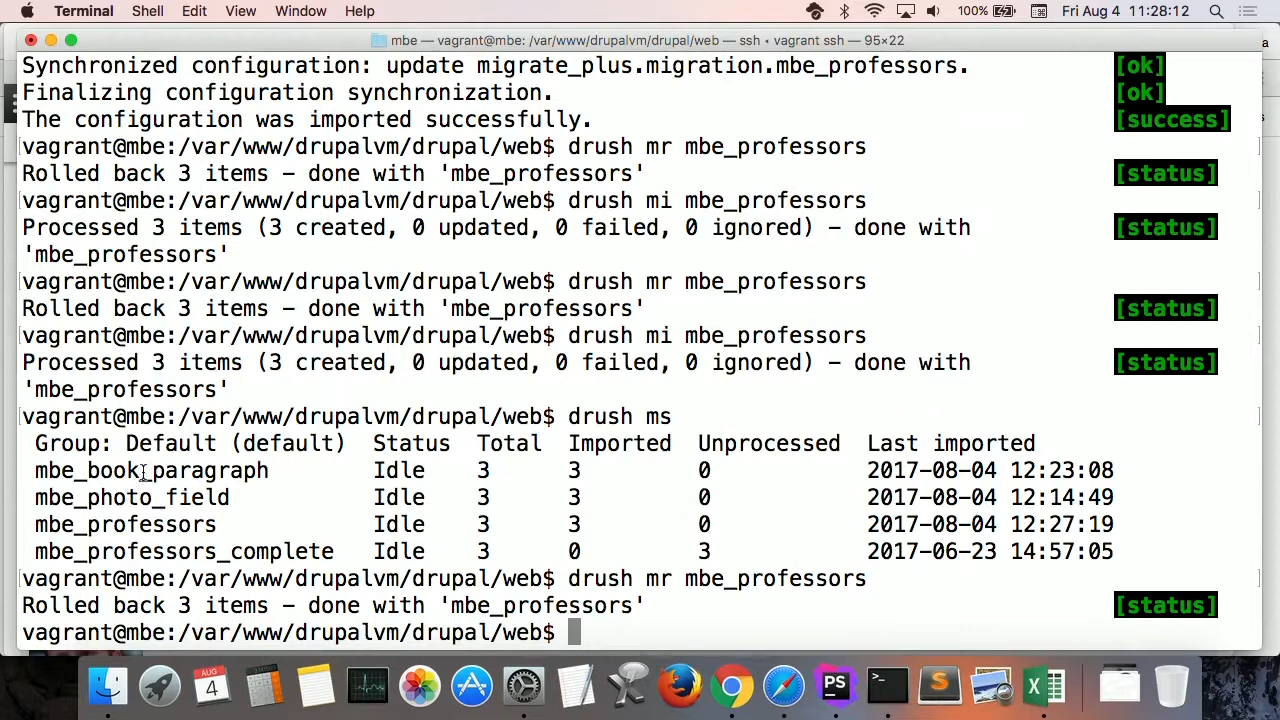 Terminal Shell Edit View Window Help 100% Fri Aug 4 11:28:12
mbe — vagrant@mbe: /var/www/drupalvm/drupal/web — ssh • vagrant ssh — 95×22
Synchronized configuration: update migrate_plus.migration.mbe_professors. [ok]
Finalizing configuration synchronization. [ok]
The configuration was imported successfully. [success]
vagrant@mbe:/var/www/drupalvm/drupal/web$ drush mr mbe_professors
Rolled back 3 items - done with 'mbe_professors' [status]
vagrant@mbe:/var/www/drupalvm/drupal/web$ drush mi mbe_professors
Processed 3 items (3 created, 0 updated, 0 failed, 0 ignored) - done with [status]
'mbe_professors'
vagrant@mbe:/var/www/drupalvm/drupal/web$ drush mr mbe_professors
Rolled back 3 items - done with 'mbe_professors' [status]
vagrant@mbe:/var/www/drupalvm/drupal/web$ drush mi mbe_professors
Processed 3 items (3 created, 0 updated, 0 failed, 0 ignored) - done with [status]
'mbe_professors'
vagrant@mbe:/var/www/drupalvm/drupal/web$ drush ms
Group: Default (default) Status Total Imported Unprocessed Last imported
mbe_book_paragraph Idle 3 3 0 2017-08-04 12:23:08
mbe_photo_field Idle 3 3 0 2017-08-04 12:14:49
mbe_professors Idle 3 3 0 2017-08-04 12:27:19
mbe_professors_complete Idle 3 0 3 2017-06-23 14:57:05
vagrant@mbe:/var/www/drupalvm/drupal/web$ drush mr mbe_professors
Rolled back 3 items - done with 'mbe_professors' [status]
vagrant@mbe:/var/www/drupalvm/drupal/web$
AUG
4
PS
>_
S
X